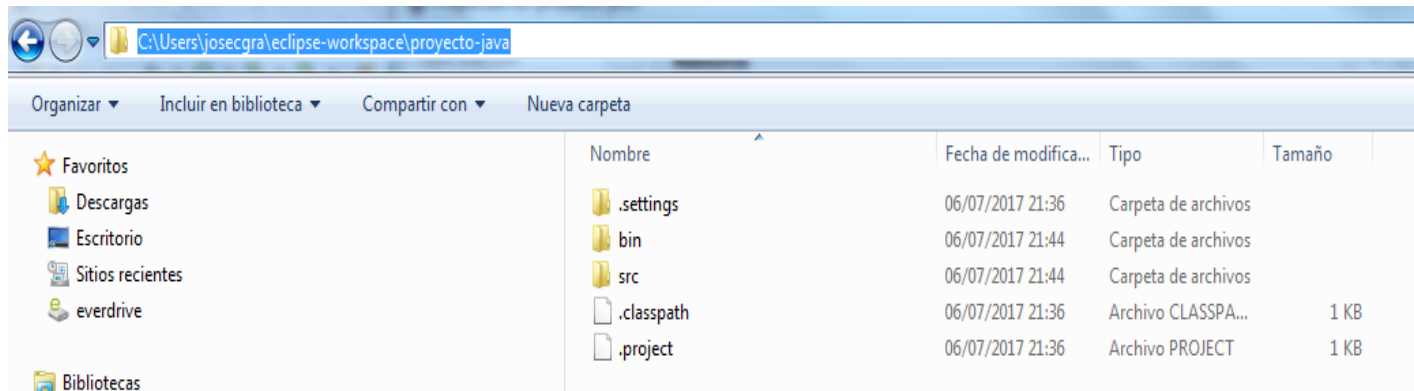 C:\Users\josecgra\eclipse-workspace\proyecto-java
Organizar Incluir en biblioteca Compartir con Nueva carpeta
Favoritos
Descargas
Escritorio
Sitios recientes
everdrive
Bibliotecas
Nombre Fecha de modifica... Tipo Tamaño
.settings 06/07/2017 21:36 Carpeta de archivos
bin 06/07/2017 21:44 Carpeta de archivos
src 06/07/2017 21:44 Carpeta de archivos
.classpath 06/07/2017 21:36 Archivo CLASSPA... 1 KB
.project 06/07/2017 21:36 Archivo PROJECT 1 KB